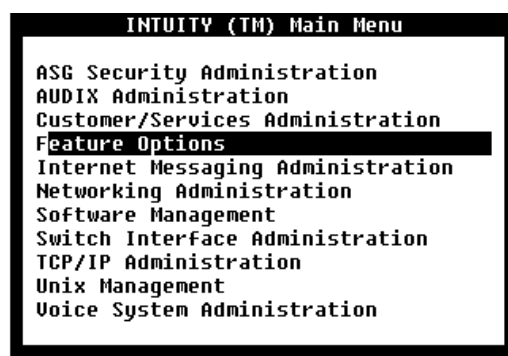 INTUITY (TM) Main Menu
ASG Security Administration
AUDIX Administration
Customer/Services Administration
Feature Options
Internet Messaging Administration
Networking Administration
Software Management
Switch Interface Administration
TCP/IP Administration
Unix Management
Voice System Administration